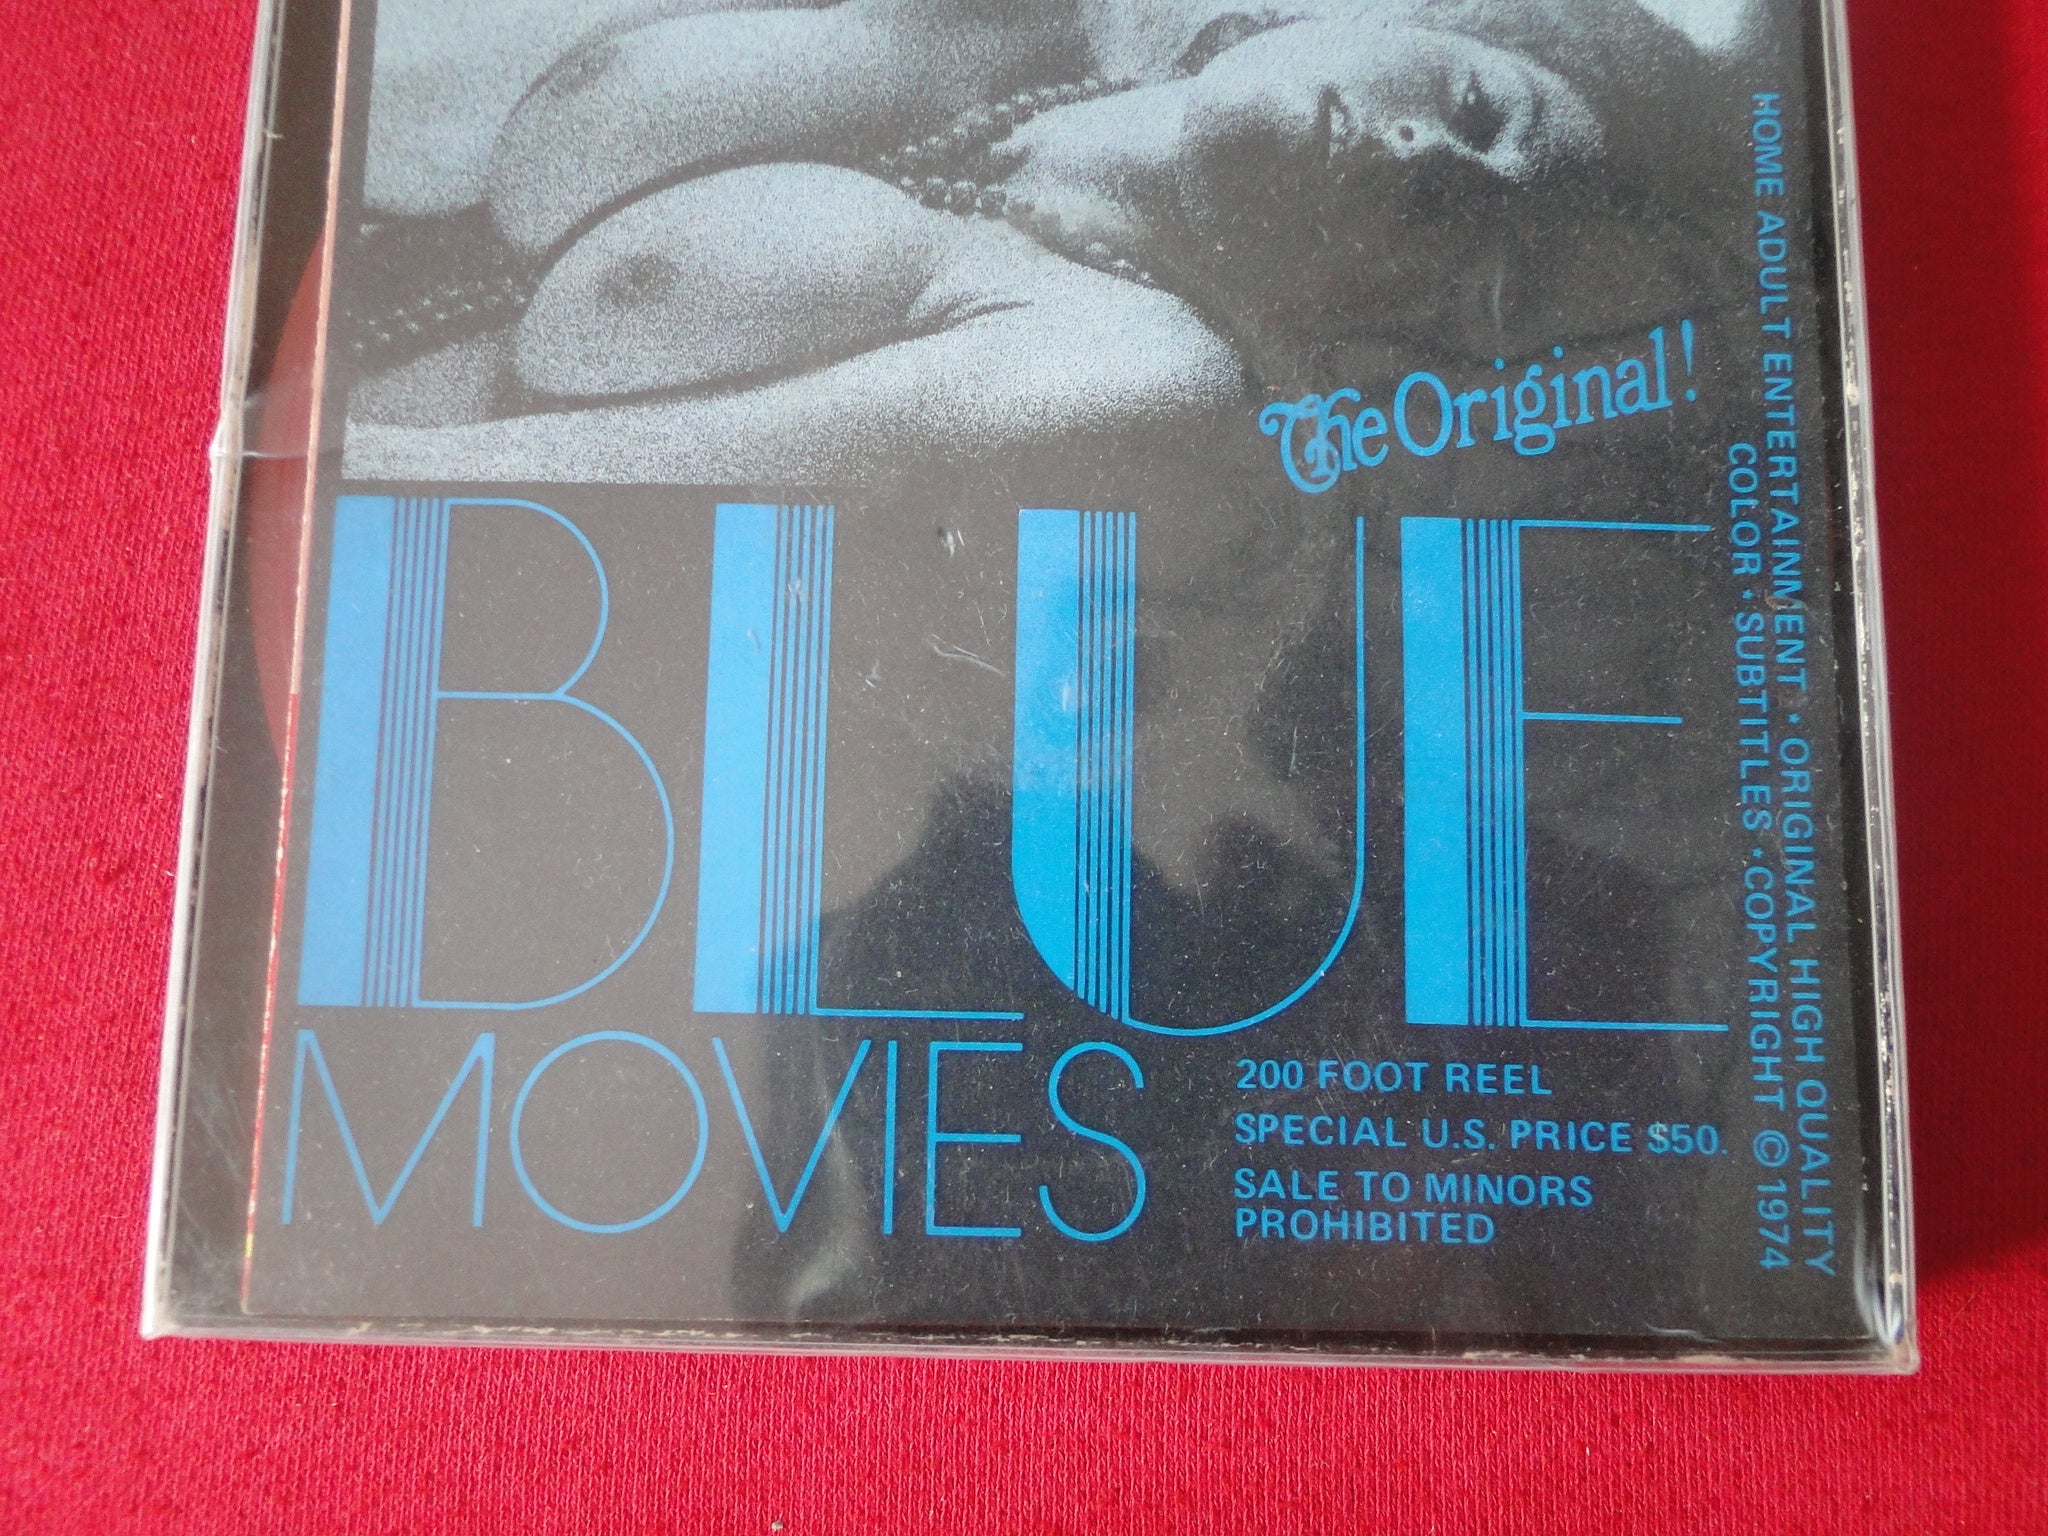 The Original!
BLUE
MOVIES
200 FOOT REEL
SPECIAL U.S. PRICE $50.
SALE TO MINORS
PROHIBITED
HOME ADULT ENTERTAINMENT * ORIGINAL HIGH QUALITY
COLOR * SUBTITLES * COPYRIGHT © 1974